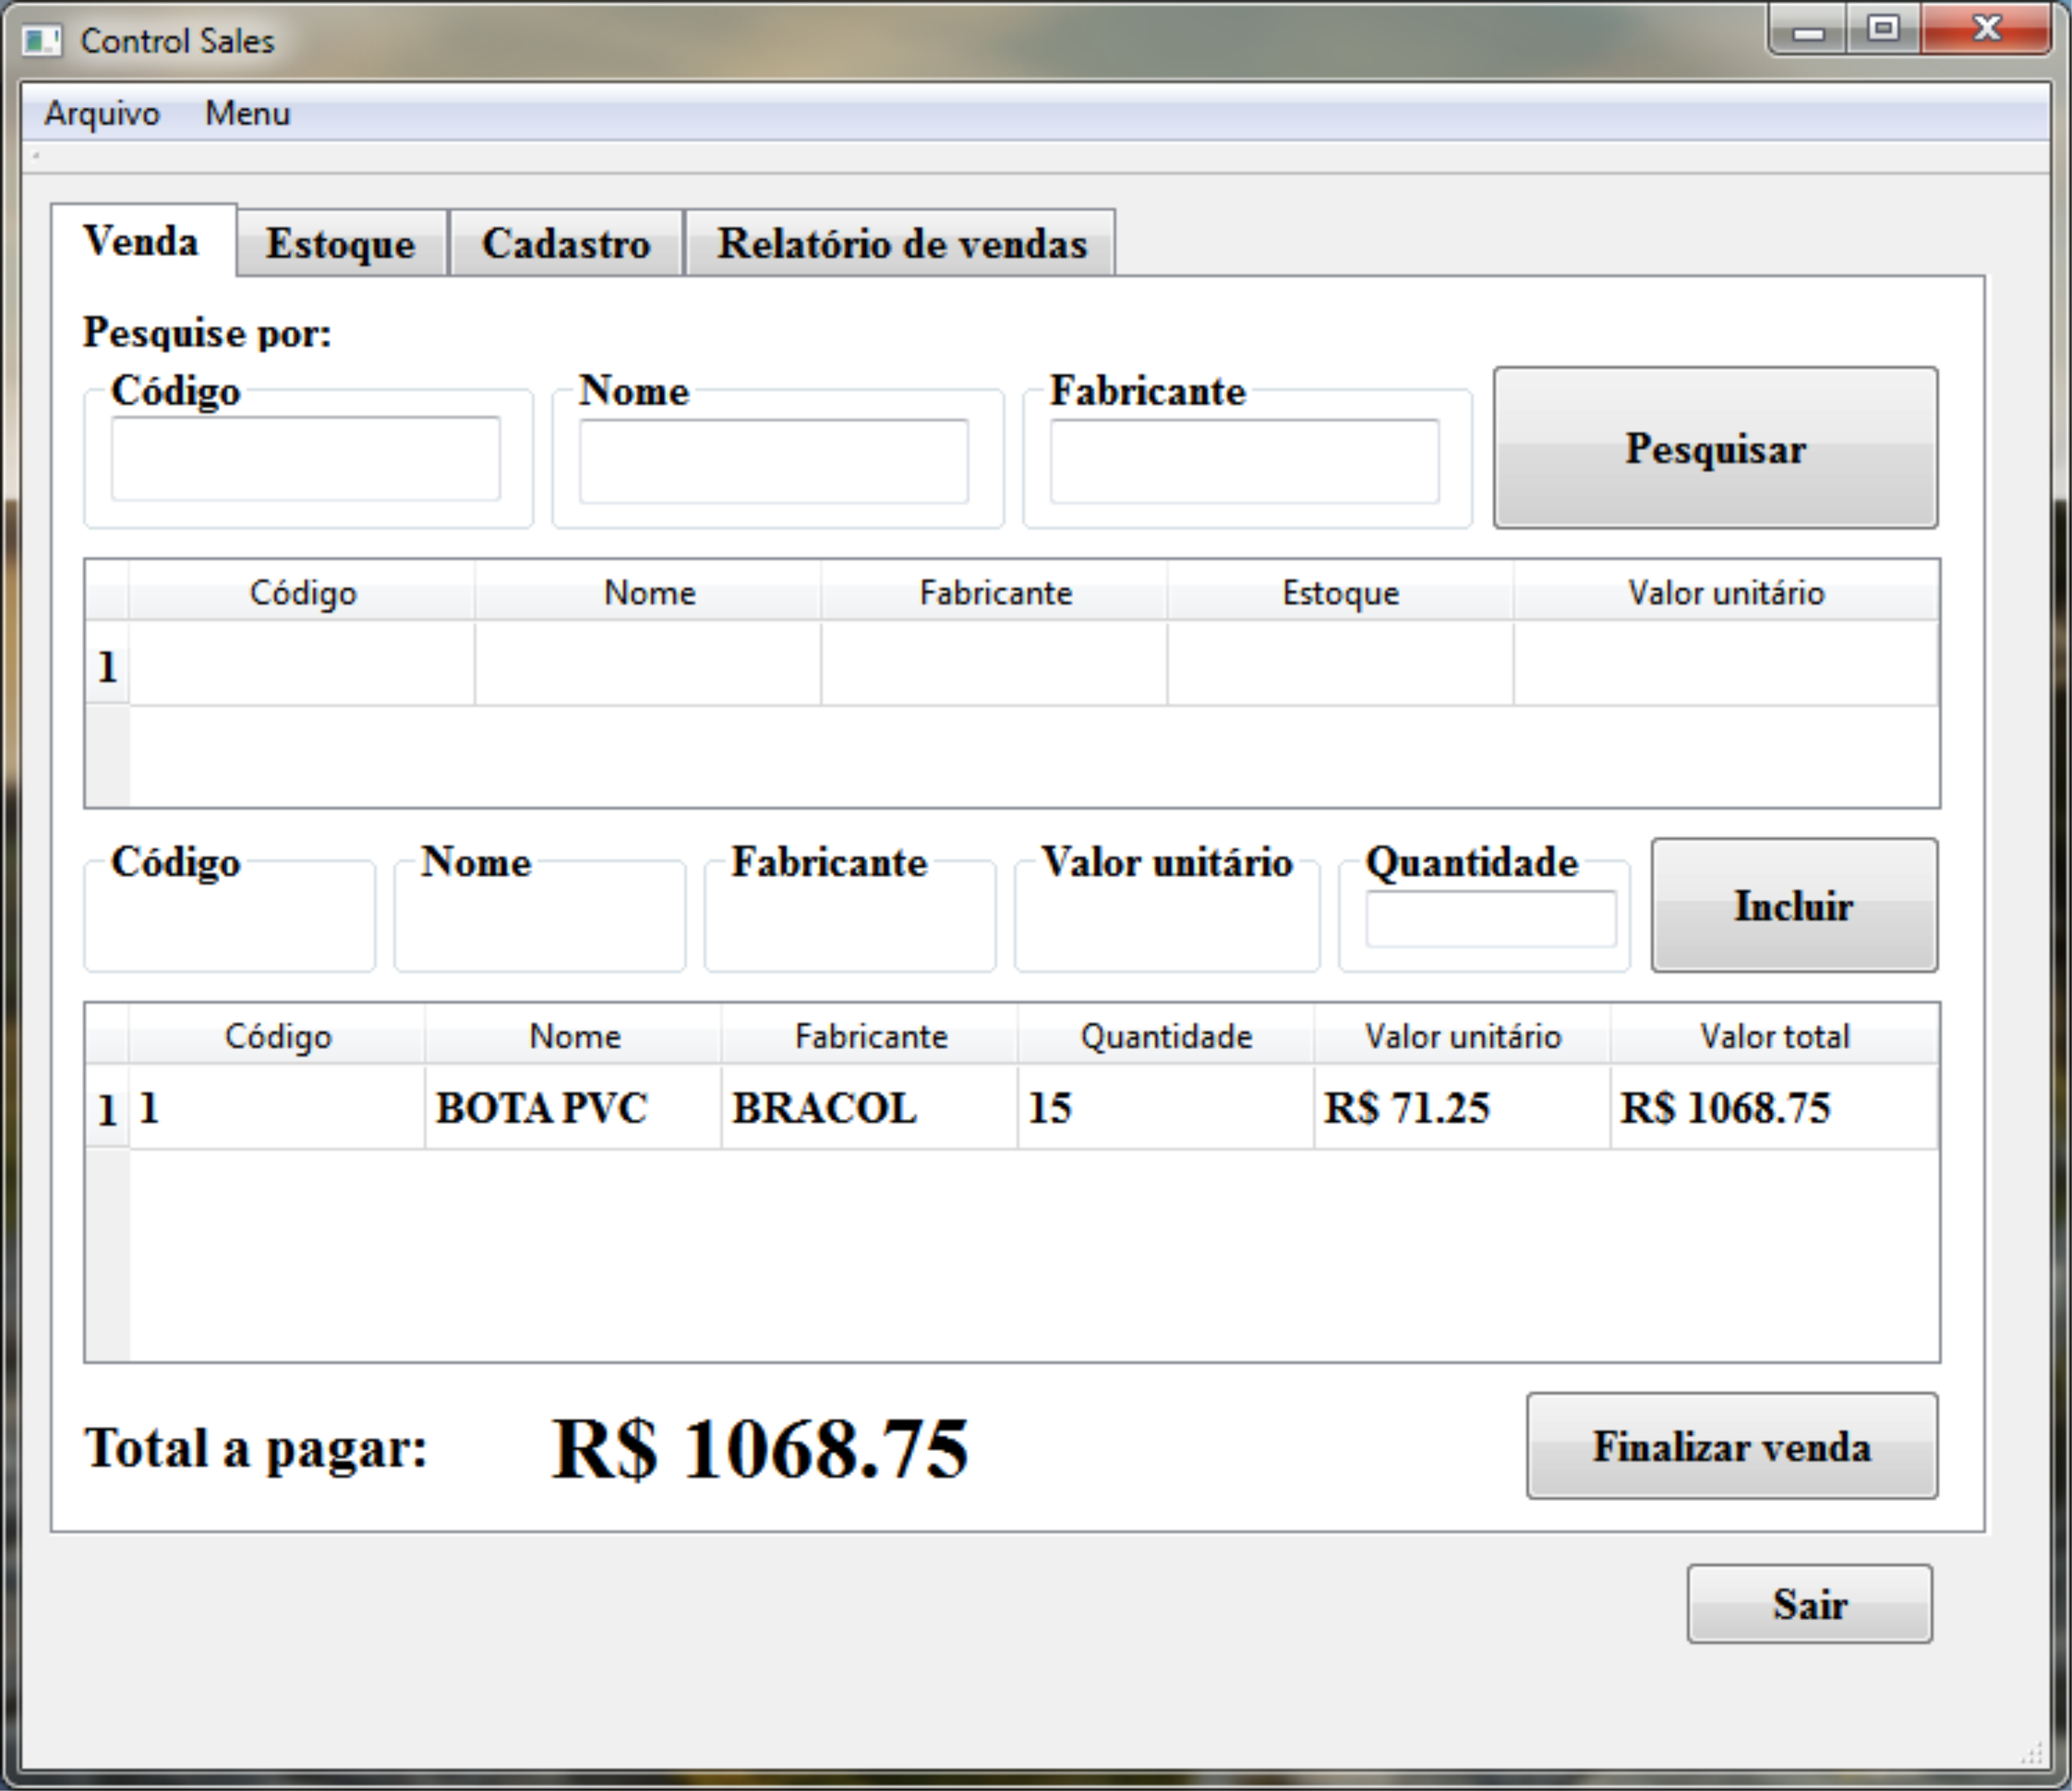 Control Sales
Arquivo Menu
Venda Estoque Cadastro Relatório de vendas
Pesquise por:
Código Nome Fabricante
Pesquisar
Código Nome Fabricante Estoque Valor unitário
1
Código Nome Fabricante Valor unitário Quantidade
Incluir
Código Nome Fabricante Quantidade Valor unitário Valor total
1 1 BOTA PVC BRACOL 15 R$ 71.25 R$ 1068.75
Total a pagar: R$ 1068.75 Finalizar venda
Sair